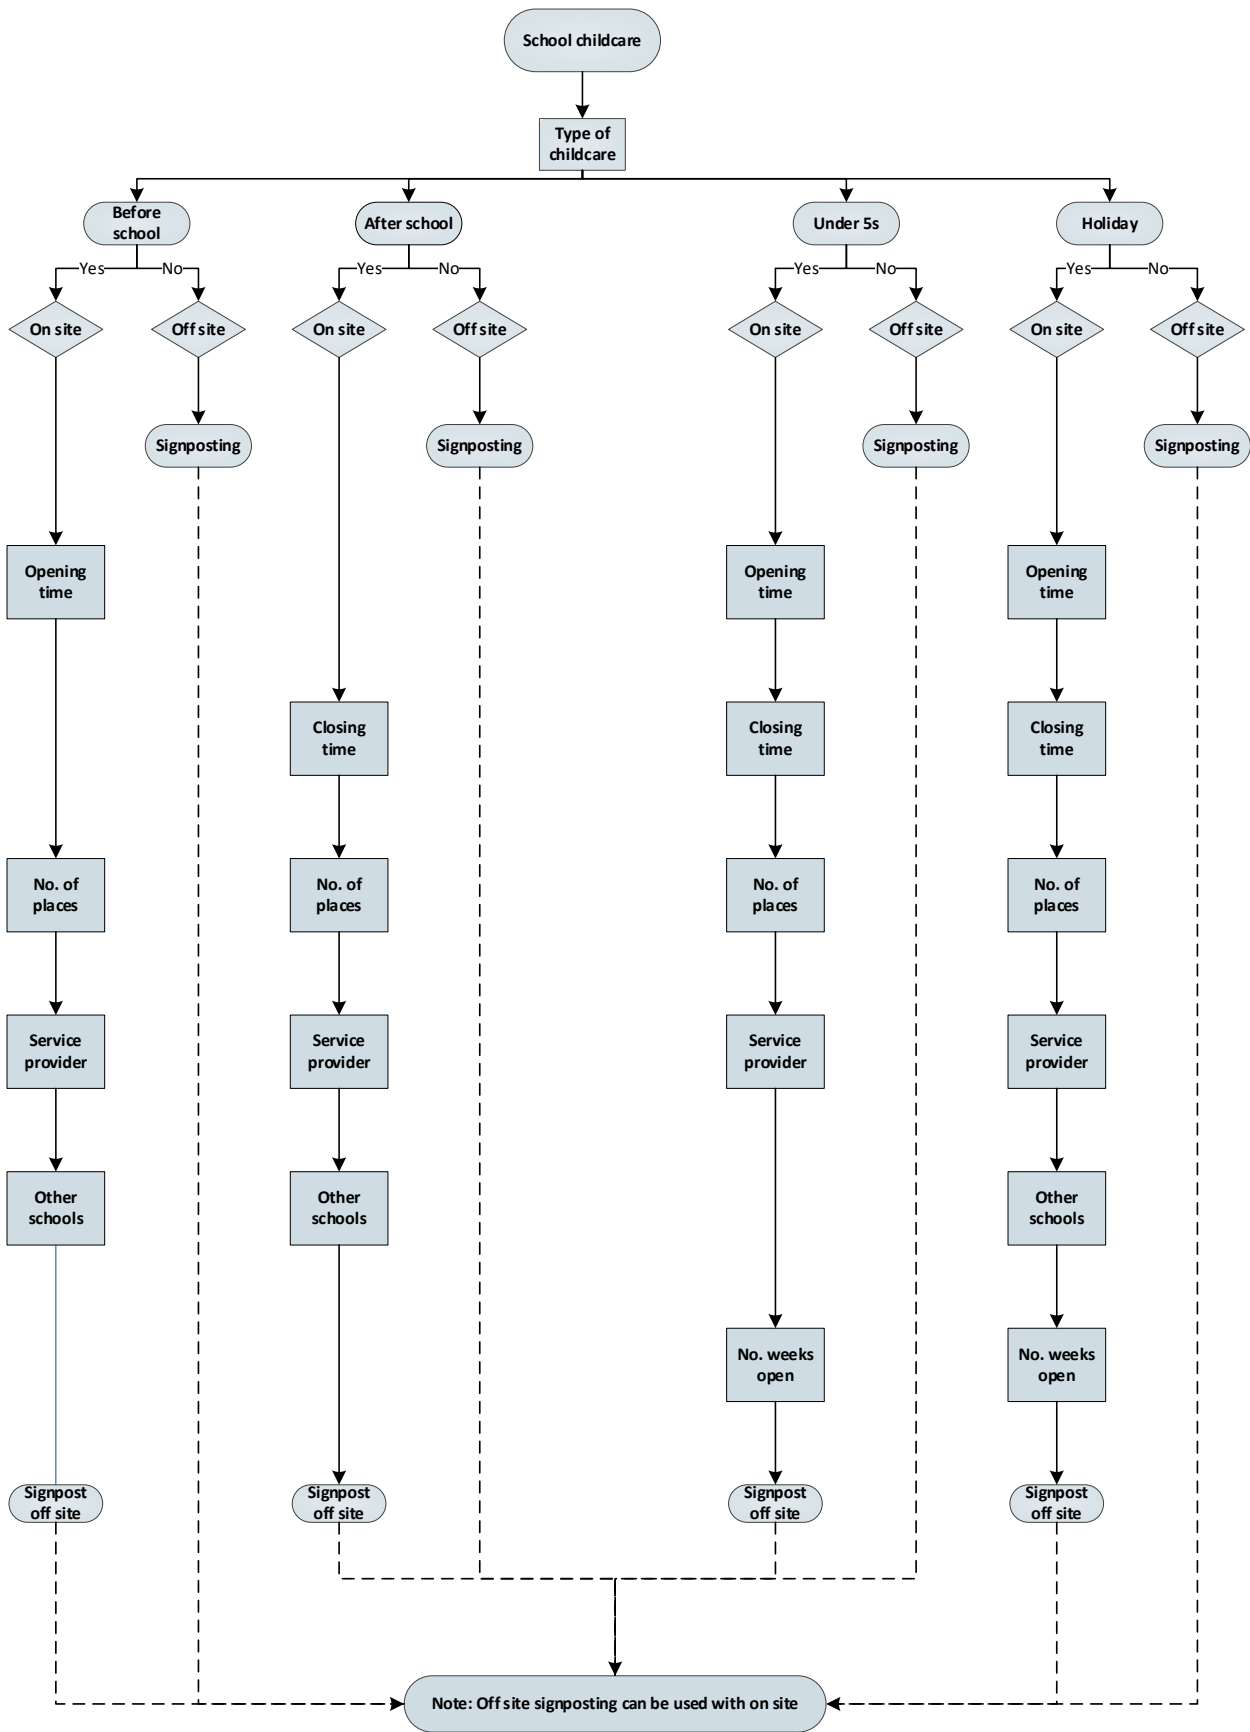 School childcare
Type of
childcare
Before
school
After school
Under 5s
Holiday
Yes
No
Yes
No
Yes
No
Yes
No
On site
Off site
On site
Off site
On site
Off site
On site
Off site
Signposting
Signposting
Signposting
Signposting
Opening
time
Opening
time
Opening
time
Closing
time
Closing
time
Closing
time
No. of
places
No. of
places
No. of
places
No. of
places
Service
provider
Service
provider
Service
provider
Service
provider
Other
schools
Other
schools
Other
schools
No. weeks
open
No. weeks
open
Signpost
off site
Signpost
off site
Signpost
off site
Signpost
off site
Note: Off site signposting can be used with on site